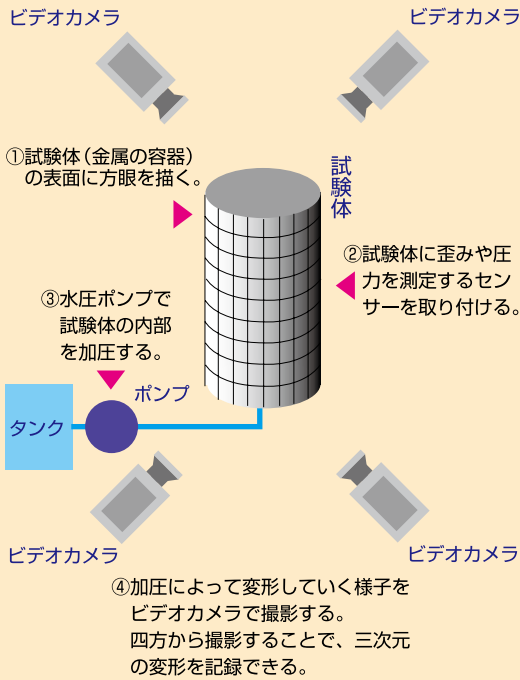 ビデオカメラ
ビデオカメラ
①試験体(金属の容器)
の表面に方眼を描く。
試験体
②試験体に歪みや圧
力を測定するセン
サーを取り付ける。
③水圧ポンプで
試験体の内部
を加圧する。
ポンプ
タンク
ビデオカメラ
ビデオカメラ
④加圧によって変形していく様子を
ビデオカメラで撮影する。
四方から撮影することで、三次元
の変形を記録できる。